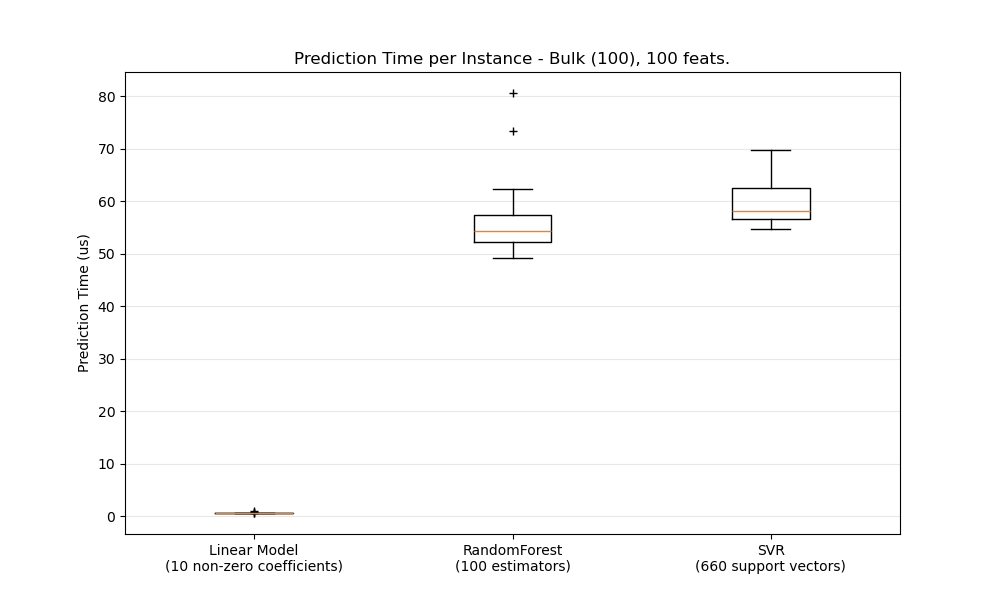 Prediction Time per Instance - Bulk (100), 100 feats.
Prediction Time (us)
80
70
60
50
40
30
20
10
0
Linear Model
(10 non-zero coefficients)
RandomForest
(100 estimators)
SVR
(660 support vectors)